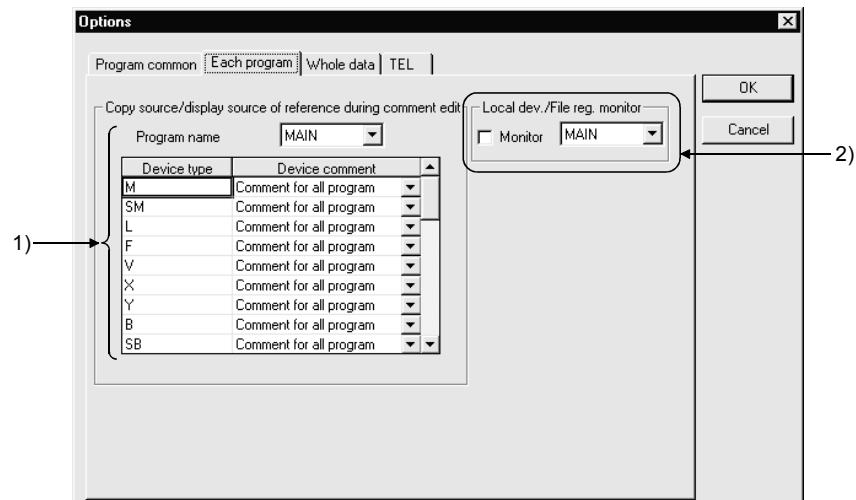 Options
Program common Each program Whole data TEL
OK
Cancel
Copy source/display source of reference during comment edit
Program name MAIN
Device type Device comment
M Comment for all program
SM Comment for all program
L Comment for all program
F Comment for all program
V Comment for all program
X Comment for all program
Y Comment for all program
B Comment for all program
SB Comment for all program
1)
Local dev./File reg. monitor
Monitor MAIN
2)